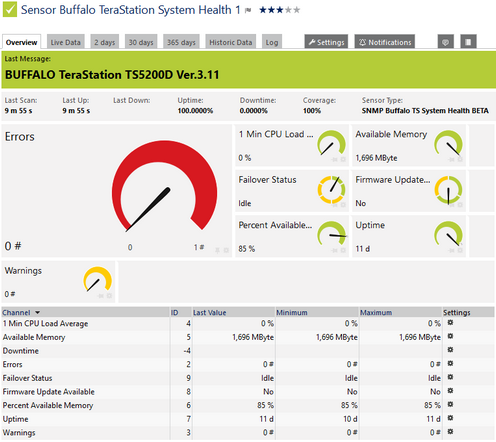 Sensor Buffalo TeraStation System Health 1
Overview Live Data 2 days 30 days 365 days Historic Data Log Settings Notifications
Last Message:
BUFFALO TeraStation TS5200D Ver.3.11
Last Scan: Last Up: Last Down: Uptime: Downtime: Coverage: Sensor Type:
9 m 55 s 9 m 55 s 100.0000% 0.0000% 100% SNMP Buffalo TS System Health BETA
Errors
0 #
0 1 #
1 Min CPU Load ...
0 %
Available Memory
1,696 MByte
Failover Status
Idle
Firmware Update...
No
Percent Available...
85 %
Uptime
11 d
Warnings
0 #
Channel ID Last Value Minimum Maximum Settings
1 Min CPU Load Average 4 0 % 0 % 0 %
Available Memory 5 1,696 MByte 1,696 MByte 1,696 MByte
Downtime -4
Errors 2 0 # 0 # 0 #
Failover Status 9 Idle Idle Idle
Firmware Update Available 8 No No No
Percent Available Memory 6 85 % 85 % 85 %
Uptime 7 11 d 10 d 11 d
Warnings 3 0 # 0 # 0 #